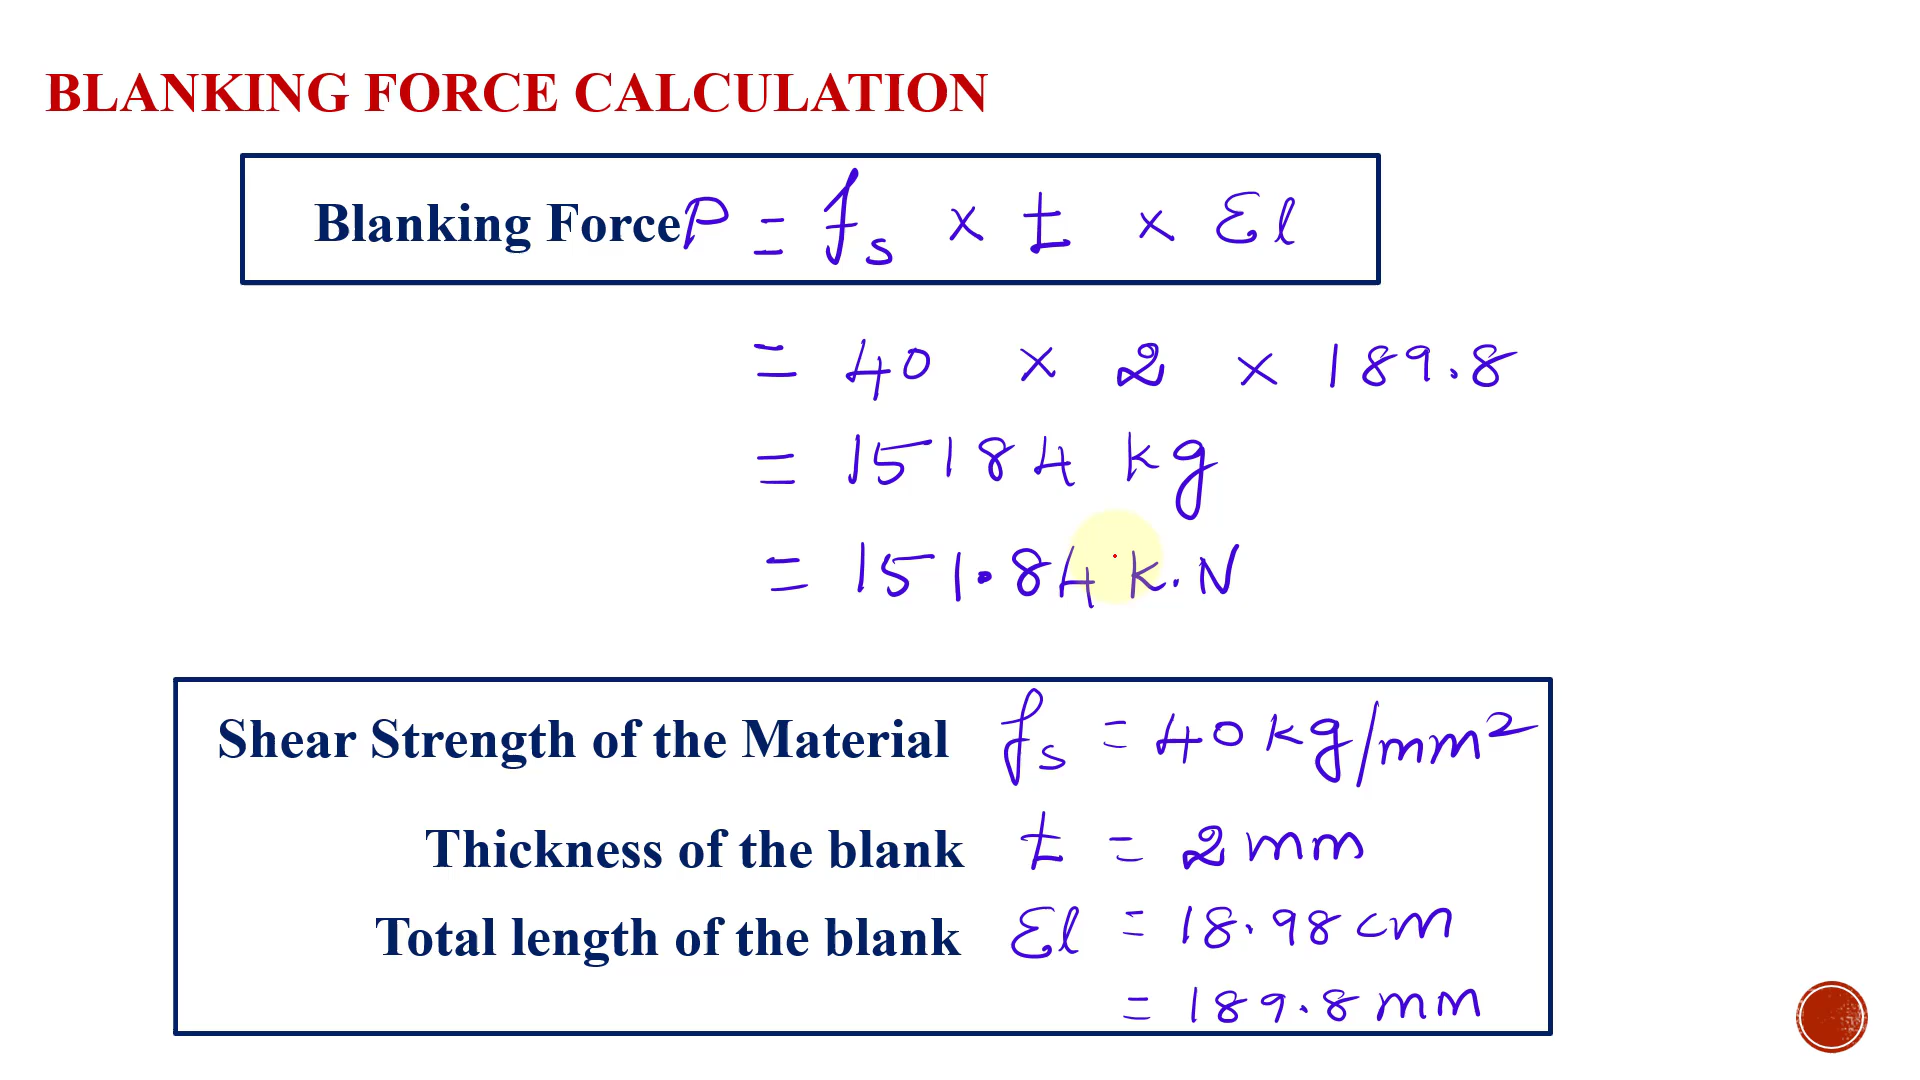 BLANKING FORCE CALCULATION
Blanking Force P = fs × t × Σl
= 40 × 2 × 189.8
= 15184 kg
= 151.84 k.N
Shear Strength of the Material fs = 40 kg/mm²
Thickness of the blank t = 2 mm
Total length of the blank Σl = 18.98 cm
= 189.8 mm